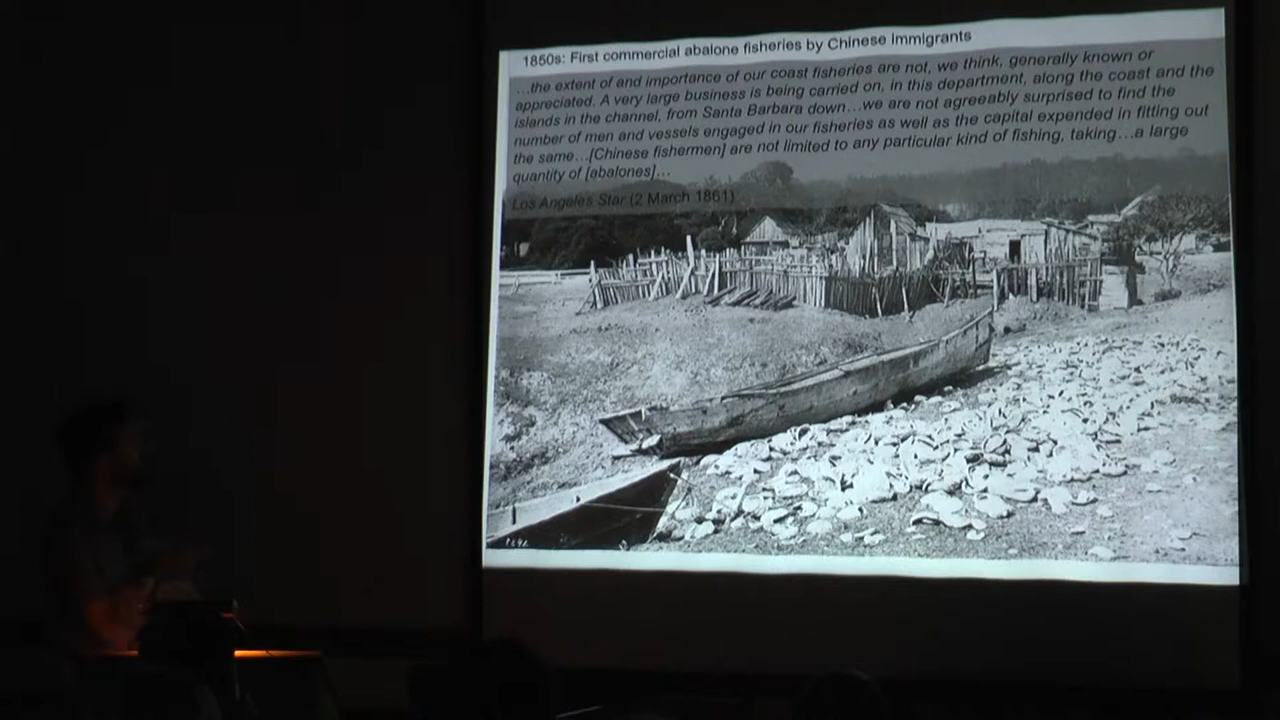 1850s: First commercial abalone fisheries by Chinese immigrants
…the extent of and importance of our coast fisheries are not, we think, generally known or
appreciated. A very large business is being carried on, in this department, along the coast and the
islands in the channel, from Santa Barbara down…we are not agreeably surprised to find the
number of men and vessels engaged in our fisheries as well as the capital expended in fitting out
the same…[Chinese fishermen] are not limited to any particular kind of fishing, taking…a large
quantity of [abalones]…
Los Angeles Star (2 March 1861)